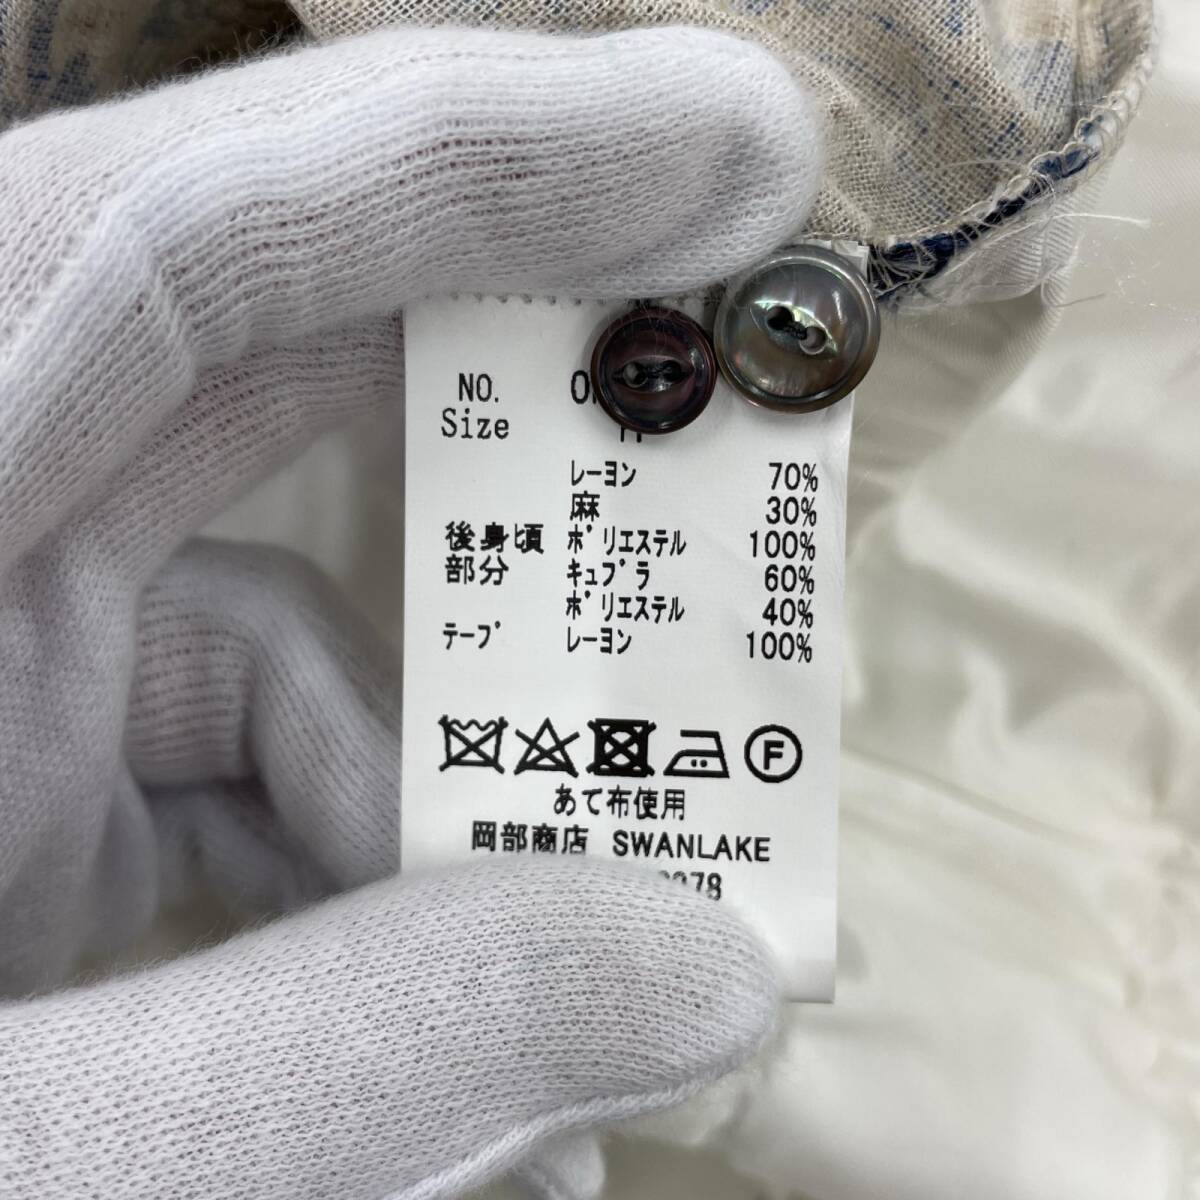 NO.
Size
レーヨン 70%
麻 30%
後身頃 ポリエステル 100%
部分 キュプラ 60%
ポリエステル 40%
テープ レーヨン 100%
F
あて布使用
岡部商店 SWANLAKE